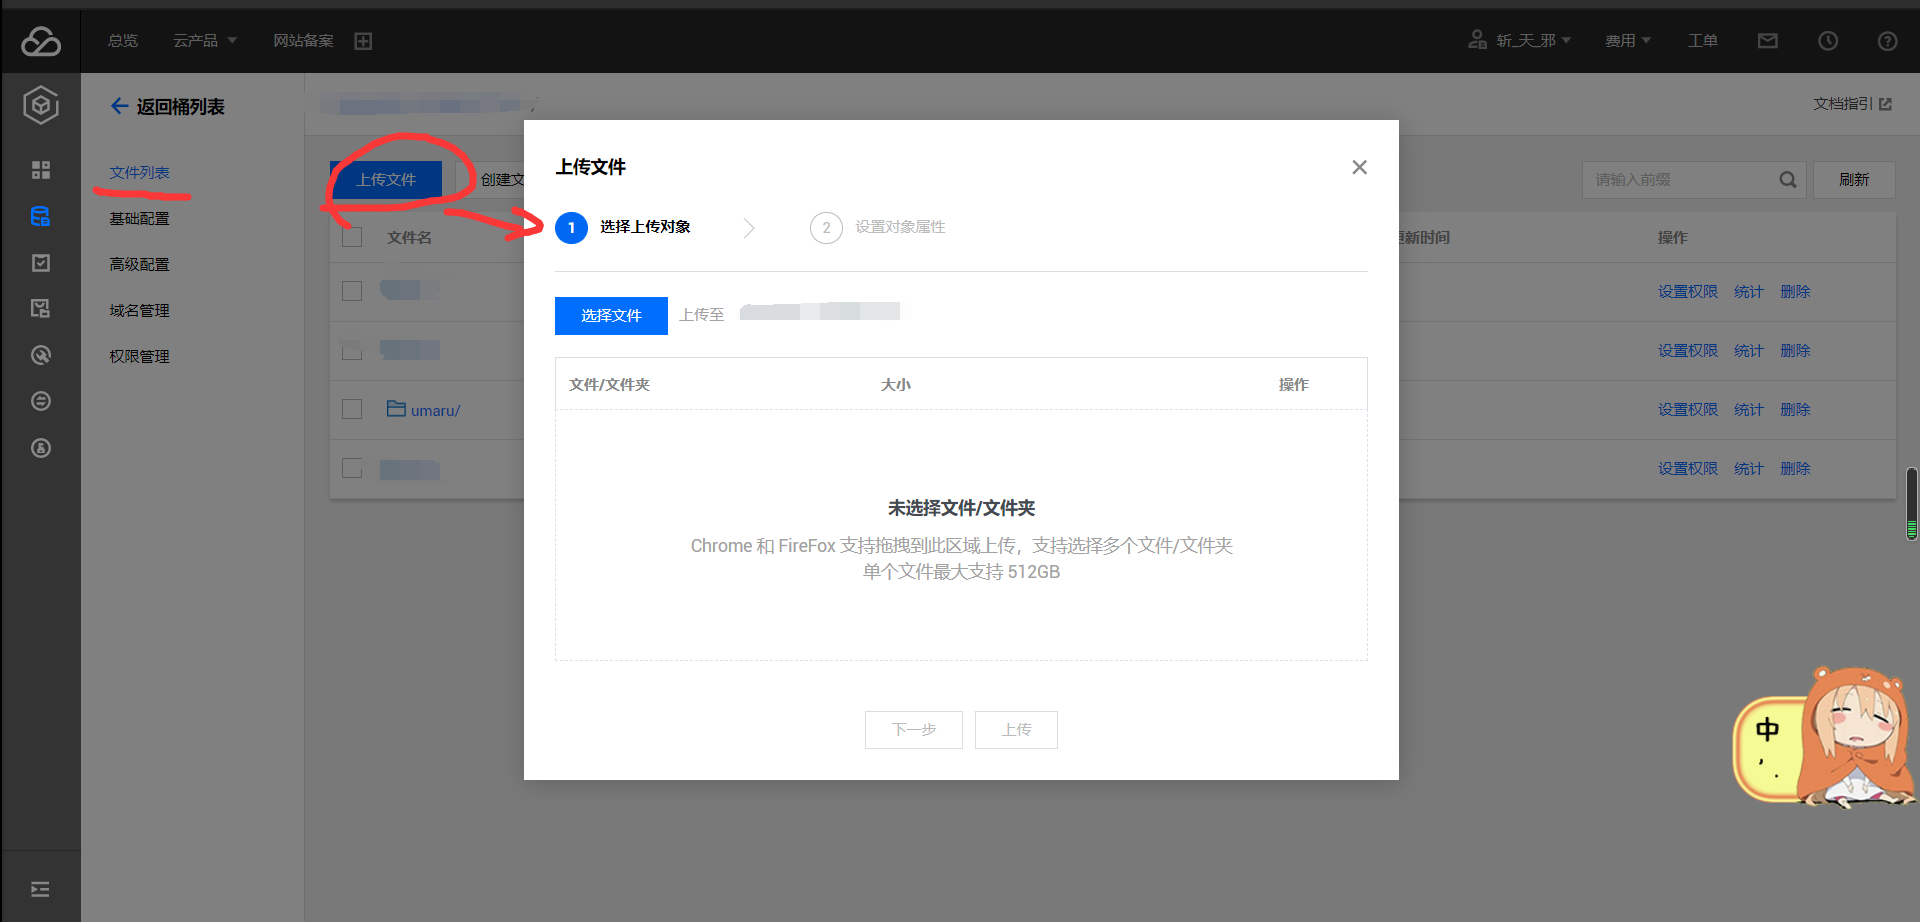 总览 云产品 网站备案 斩_天_邪 费用 工单
返回桶列表 文档指引
文件列表
基础配置
高级配置
域名管理
权限管理
上传文件 创建文 请输入前缀 刷新
文件名 更新时间 操作
设置权限 统计 删除
设置权限 统计 删除
umaru/ 设置权限 统计 删除
设置权限 统计 删除
上传文件
1 选择上传对象 2 设置对象属性
选择文件 上传至
文件/文件夹 大小 操作
未选择文件/文件夹
Chrome 和 FireFox 支持拖拽到此区域上传，支持选择多个文件/文件夹
单个文件最大支持 512GB
下一步 上传
中
，.